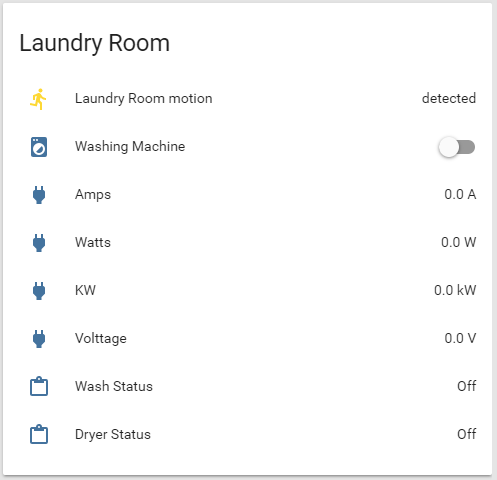 Laundry Room
Laundry Room motion detected
Washing Machine
Amps 0.0 A
Watts 0.0 W
KW 0.0 kW
Volttage 0.0 V
Wash Status Off
Dryer Status Off